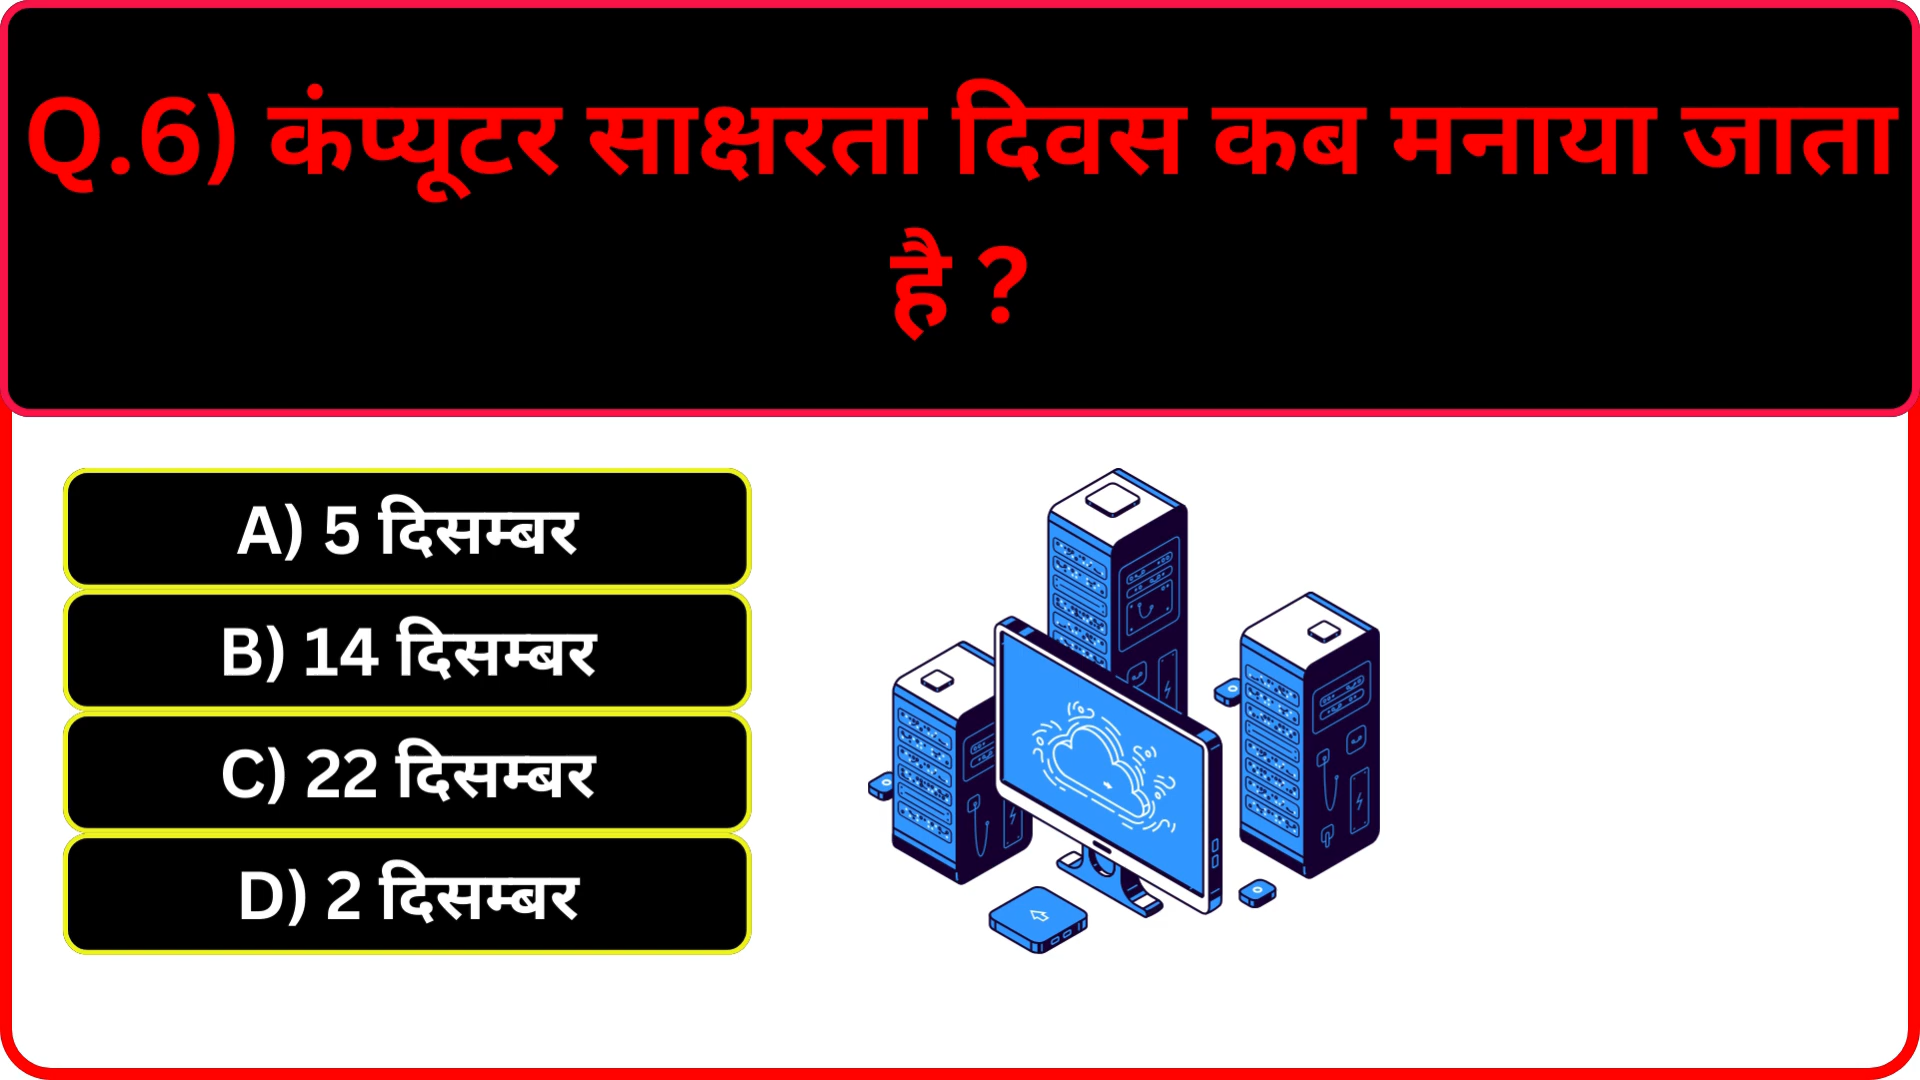 Q.6) कंप्यूटर साक्षरता दिवस कब मनाया जाता
है ?
A) 5 दिसम्बर
B) 14 दिसम्बर
C) 22 दिसम्बर
D) 2 दिसम्बर